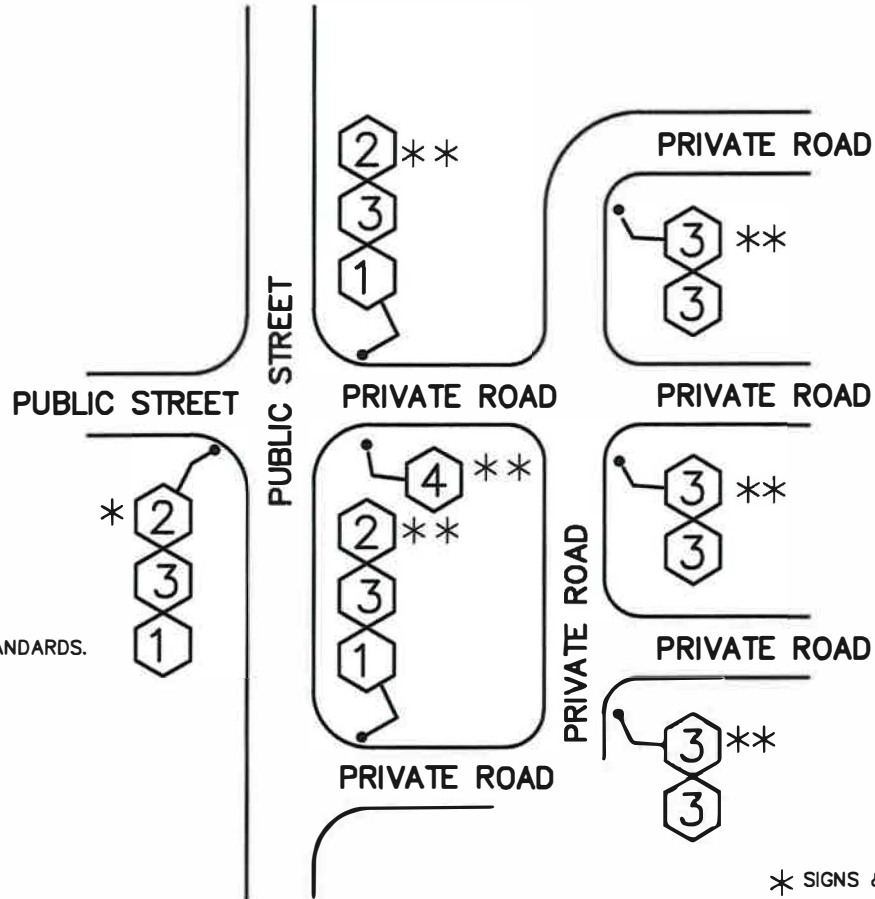 2 **
3
1
PRIVATE ROAD
3 **
3
PUBLIC STREET
PUBLIC STREET
PRIVATE ROAD
PRIVATE ROAD
* 2
3
1
4 **
2 **
3
1
3 **
3
PRIVATE ROAD
ANDARDS.
PRIVATE ROAD
3 **
3
PRIVATE ROAD
* SIGNS &